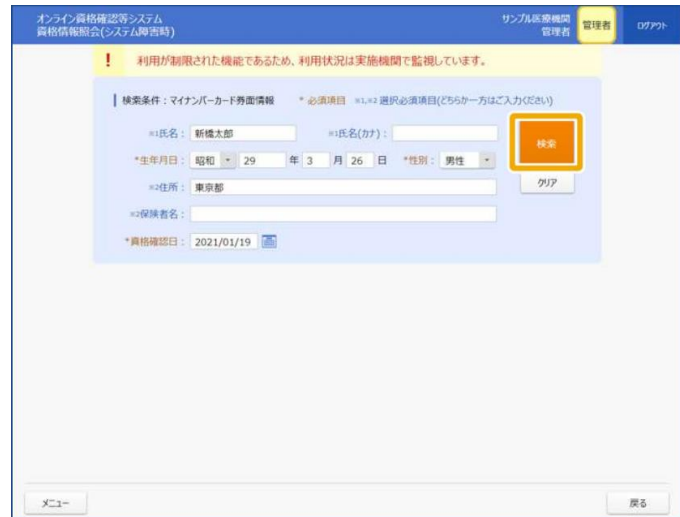 オンライン資格確認等システム
資格情報照会(システム障害時)
サンプル医療機関
管理者
管理者
ログアウト
! 利用が制限された機能であるため、利用状況は実施機関で監視しています。
検索条件：マイナンバーカード券面情報 * 必須項目 ※1,※2 選択必須項目(どちらか一方はご入力ください)
※1氏名： 新橋太郎 ※1氏名(カナ)：
*生年月日： 昭和 29 年 3 月 26 日 *性別： 男性
※2住所： 東京都
※2保険者名：
*資格確認日： 2021/01/19
検索
クリア
メニュー 戻る